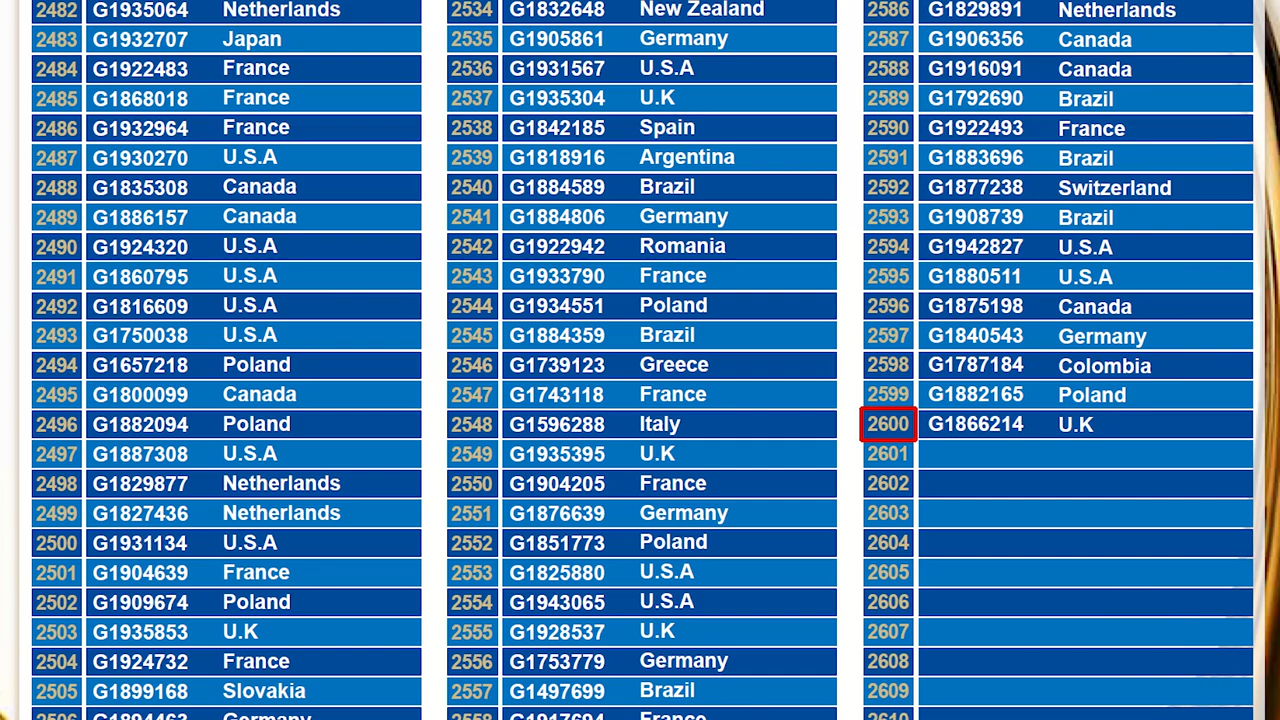 2482 G1935064 Netherlands
2483 G1932707 Japan
2484 G1922483 France
2485 G1868018 France
2486 G1932964 France
2487 G1930270 U.S.A
2488 G1835308 Canada
2489 G1886157 Canada
2490 G1924320 U.S.A
2491 G1860795 U.S.A
2492 G1816609 U.S.A
2493 G1750038 U.S.A
2494 G1657218 Poland
2495 G1800099 Canada
2496 G1882094 Poland
2497 G1887308 U.S.A
2498 G1829877 Netherlands
2499 G1827436 Netherlands
2500 G1931134 U.S.A
2501 G1904639 France
2502 G1909674 Poland
2503 G1935853 U.K
2504 G1924732 France
2505 G1899168 Slovakia
2506 G1894463 Germany
2534 G1832648 New Zealand
2535 G1905861 Germany
2536 G1931567 U.S.A
2537 G1935304 U.K
2538 G1842185 Spain
2539 G1818916 Argentina
2540 G1884589 Brazil
2541 G1884806 Germany
2542 G1922942 Romania
2543 G1933790 France
2544 G1934551 Poland
2545 G1884359 Brazil
2546 G1739123 Greece
2547 G1743118 France
2548 G1596288 Italy
2549 G1935395 U.K
2550 G1904205 France
2551 G1876639 Germany
2552 G1851773 Poland
2553 G1825880 U.S.A
2554 G1943065 U.S.A
2555 G1928537 U.K
2556 G1753779 Germany
2557 G1497699 Brazil
2558 G1917694 France
2586 G1829891 Netherlands
2587 G1906356 Canada
2588 G1916091 Canada
2589 G1792690 Brazil
2590 G1922493 France
2591 G1883696 Brazil
2592 G1877238 Switzerland
2593 G1908739 Brazil
2594 G1942827 U.S.A
2595 G1880511 U.S.A
2596 G1875198 Canada
2597 G1840543 Germany
2598 G1787184 Colombia
2599 G1882165 Poland
2600 G1866214 U.K
2601
2602
2603
2604
2605
2606
2607
2608
2609
2610